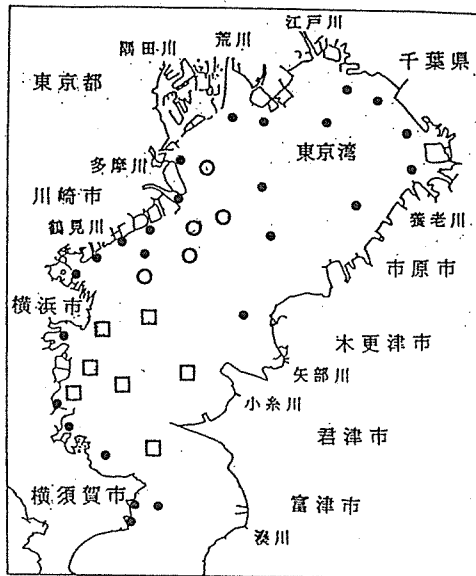 江戸川
荒川
隅田川
千葉県
東京都
東京湾
多摩川
川崎市
鶴見川
養老川
市原市
横浜市
木更津市
矢部川
小糸川
君津市
横須賀市
富津市
湊川